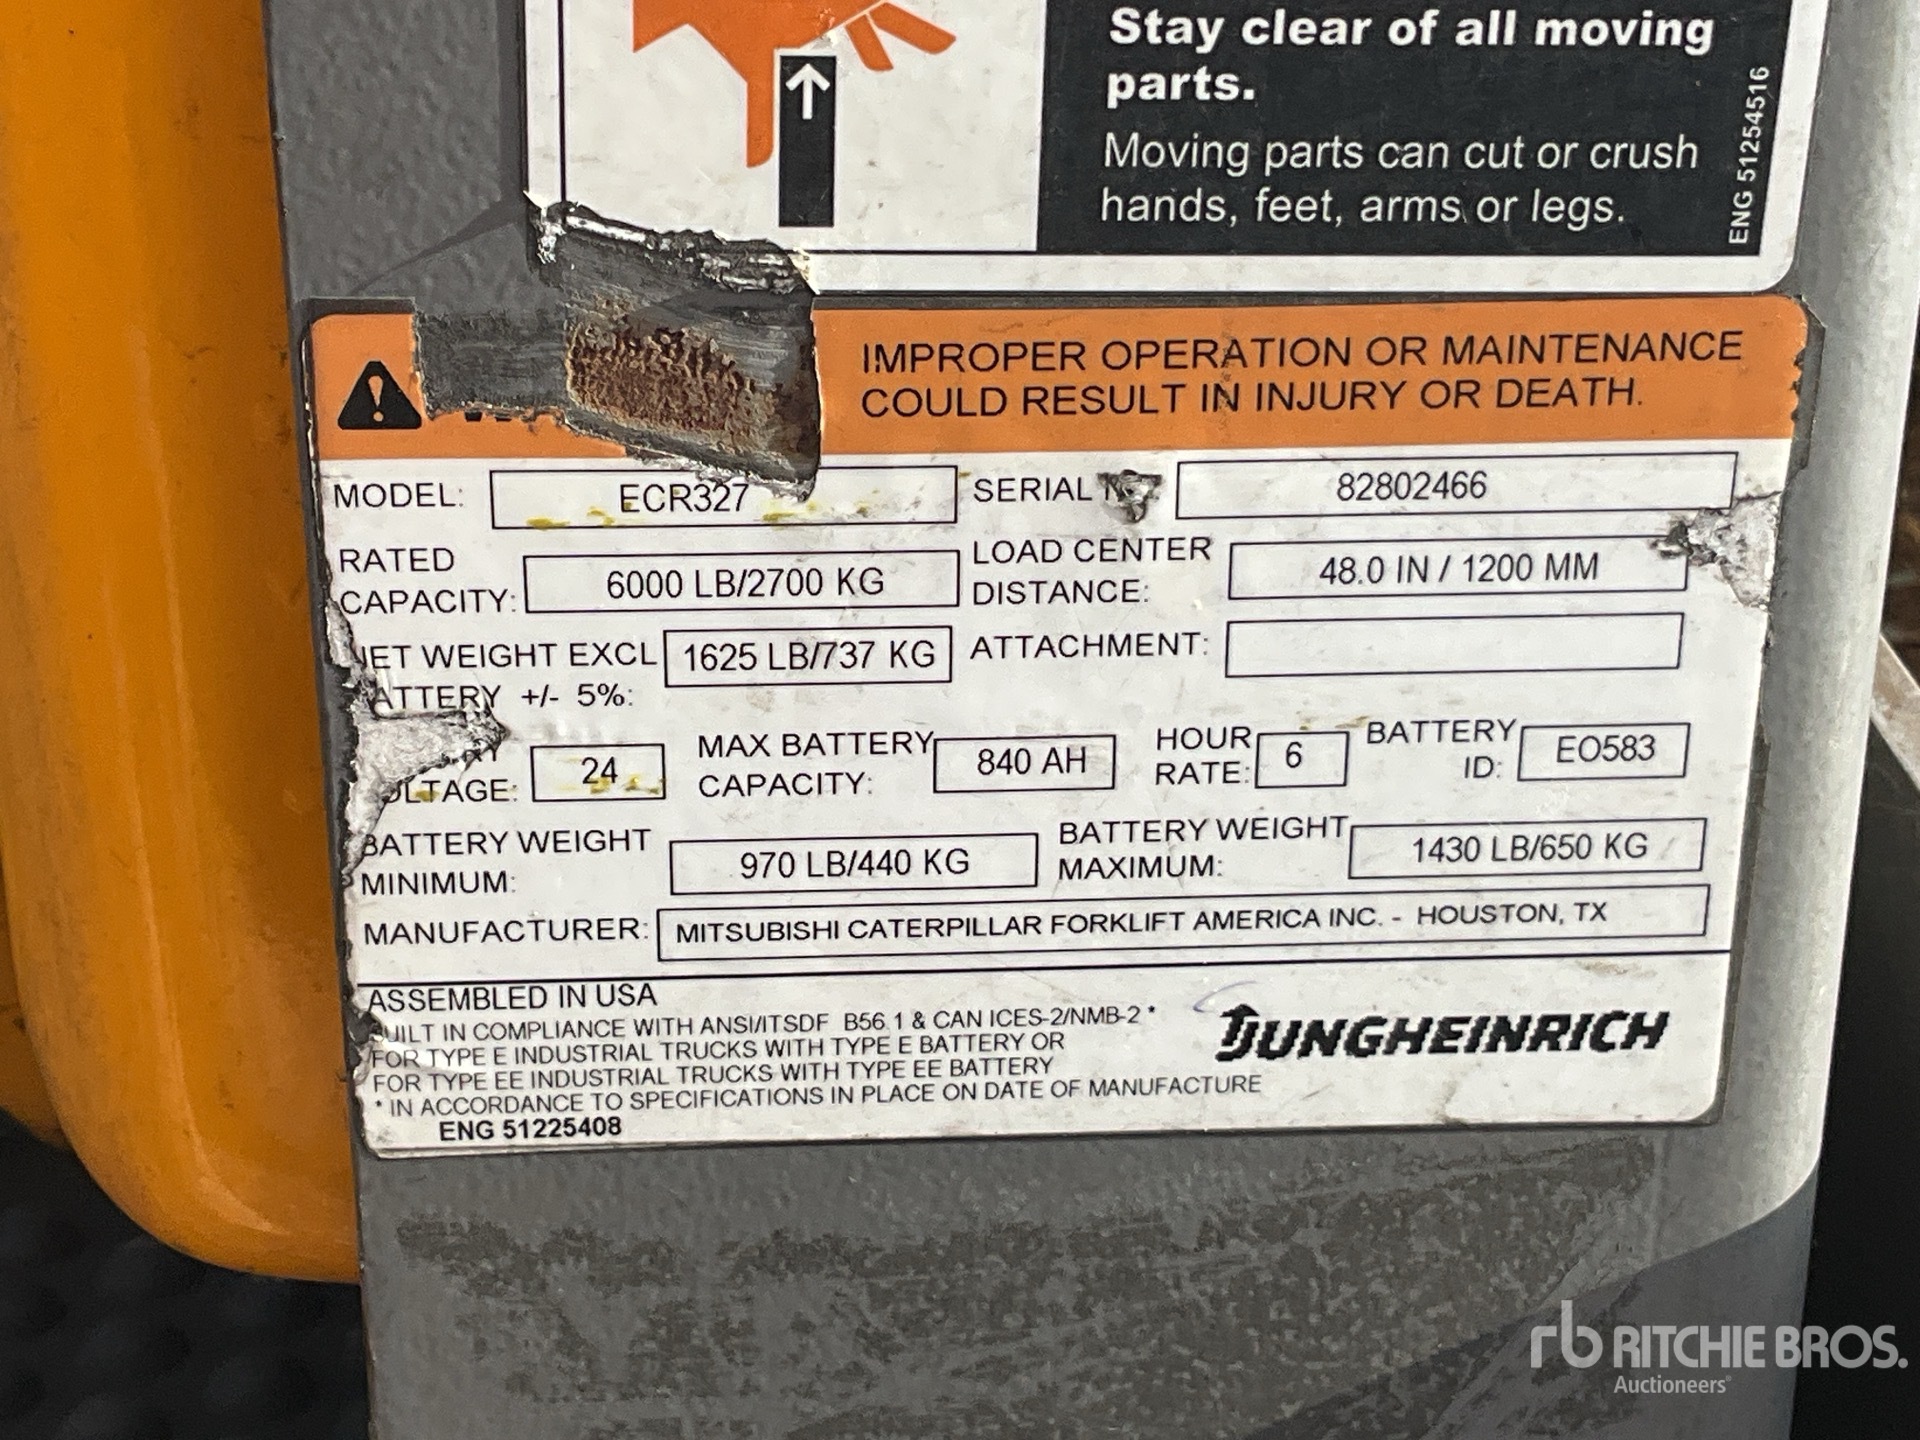 Stay clear of all moving
parts.
Moving parts can cut or crush
hands, feet, arms or legs.
ENG 51254516
IMPROPER OPERATION OR MAINTENANCE
COULD RESULT IN INJURY OR DEATH.
MODEL: ECR327 SERIAL 82802466
RATED CAPACITY: 6000 LB/2700 KG LOAD CENTER DISTANCE: 48.0 IN / 1200 MM
NET WEIGHT EXCL BATTERY +/- 5%: 1625 LB/737 KG ATTACHMENT:
VOLTAGE: 24 MAX BATTERY CAPACITY: 840 AH HOUR RATE: 6 BATTERY ID: EO583
BATTERY WEIGHT MINIMUM: 970 LB/440 KG BATTERY WEIGHT MAXIMUM: 1430 LB/650 KG
MANUFACTURER: MITSUBISHI CATERPILLAR FORKLIFT AMERICA INC. - HOUSTON, TX
ASSEMBLED IN USA
BUILT IN COMPLIANCE WITH ANSI/ITSDF B56.1 & CAN ICES-2/NMB-2 *
FOR TYPE E INDUSTRIAL TRUCKS WITH TYPE E BATTERY OR
FOR TYPE EE INDUSTRIAL TRUCKS WITH TYPE EE BATTERY
* IN ACCORDANCE TO SPECIFICATIONS IN PLACE ON DATE OF MANUFACTURE
ENG 51225408
JUNGHEINRICH
rb RITCHIE BROS.
Auctioneers